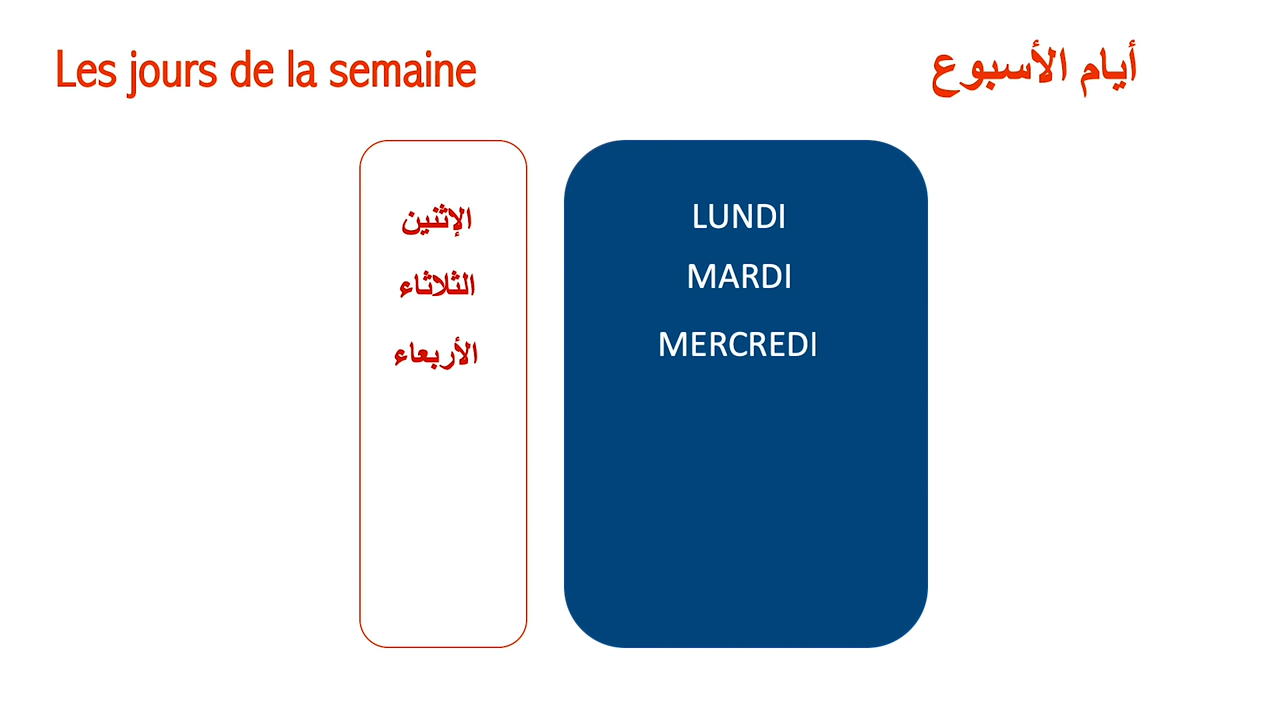 Les jours de la semaine
أيام الأسبوع
الإثنين
LUNDI
الثلاثاء
MARDI
الأربعاء
MERCREDI